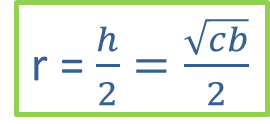 r = h/2 = √cb/2